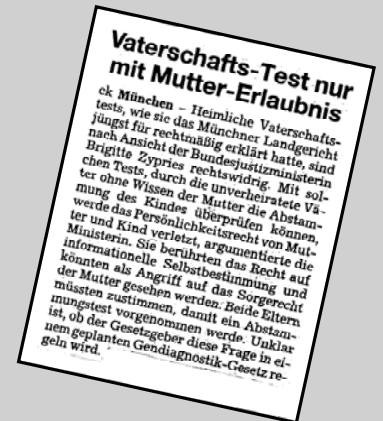 Vaterschafts-Test nur
mit Mutter-Erlaubnis
ck München – Heimliche Vaterschafts-
tests, wie sie das Münchner Landgericht
jüngst für rechtmäßig erklärt hatte, sind
nach Ansicht der Bundesjustizministerin
Brigitte Zypries rechtswidrig. Mit sol-
chen Tests, durch die unverheiratete Vä-
ter ohne Wissen der Mutter die Abstam-
mung des Kindes überprüfen können,
werde das Persönlichkeitsrecht von Mut-
ter und Kind verletzt, argumentierte die
Ministerin. Sie berührten das Recht auf
informationelle Selbstbestimmung und
könnten als Angriff auf das Sorgerecht
der Mutter gesehen werden. Beide Eltern
müssten zustimmen, damit ein Abstam-
mungstest vorgenommen werde. Unklar
ist, ob der Gesetzgeber diese Frage in ei-
nem geplanten Gendiagnostik-Gesetz re-
geln wird.